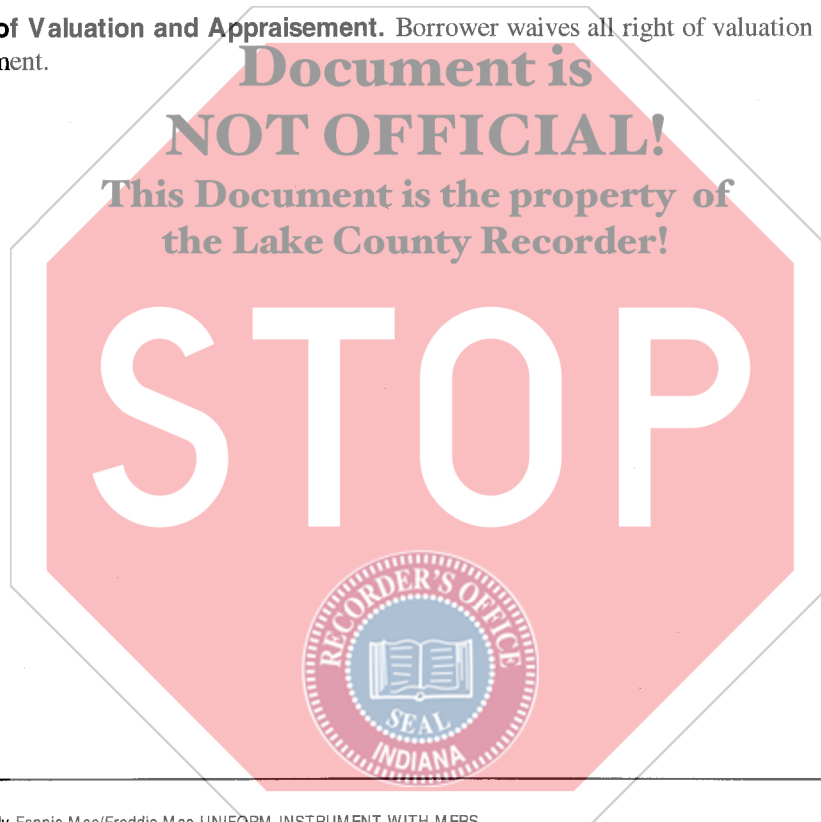 of Valuation and Appraisement. Borrower waives all right of valuation
ment.
Document is
NOT OFFICIAL!
This Document is the property of
the Lake County Recorder!
STOP
RECORDER'S OFFICE
SEAL
INDIANA
Fannie Mae/Freddie Mac UNIFORM INSTRUMENT WITH MERS